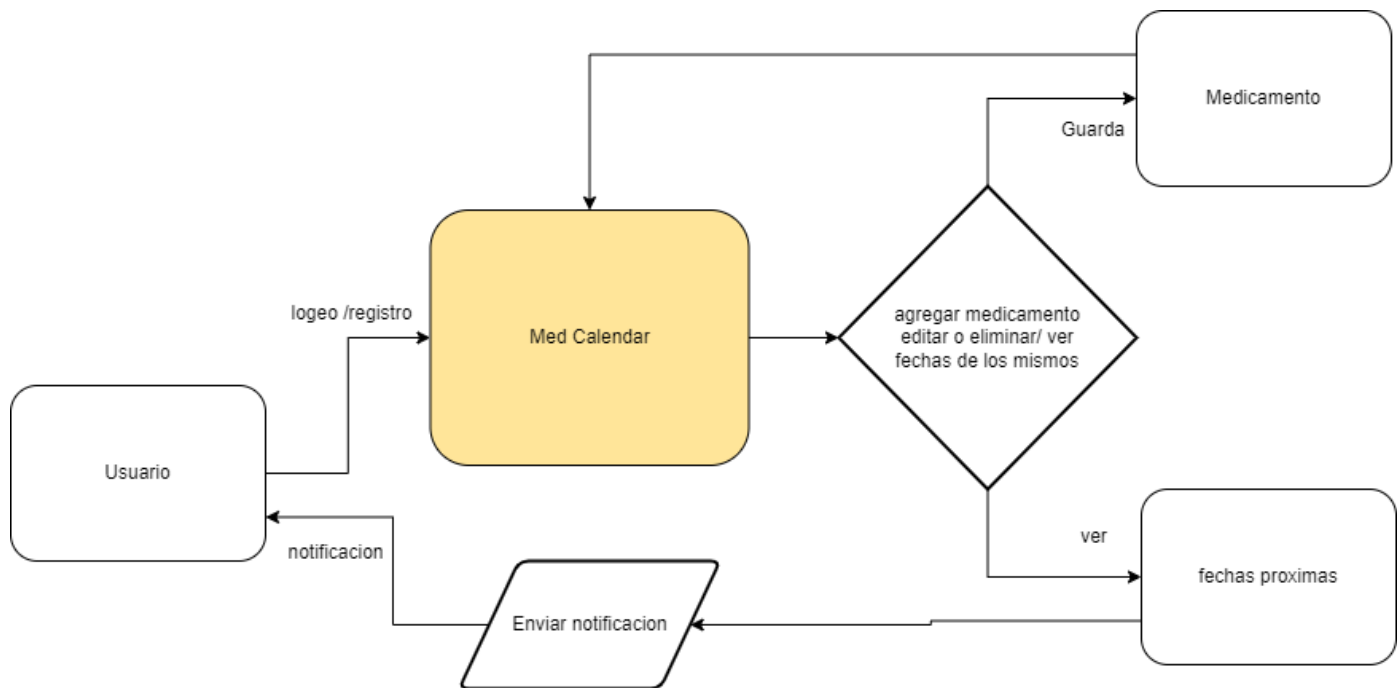 Medicamento
Guarda
logeo /registro
Med Calendar
agregar medicamento
editar o eliminar/ ver
fechas de los mismos
Usuario
notificacion
Enviar notificacion
ver
fechas proximas